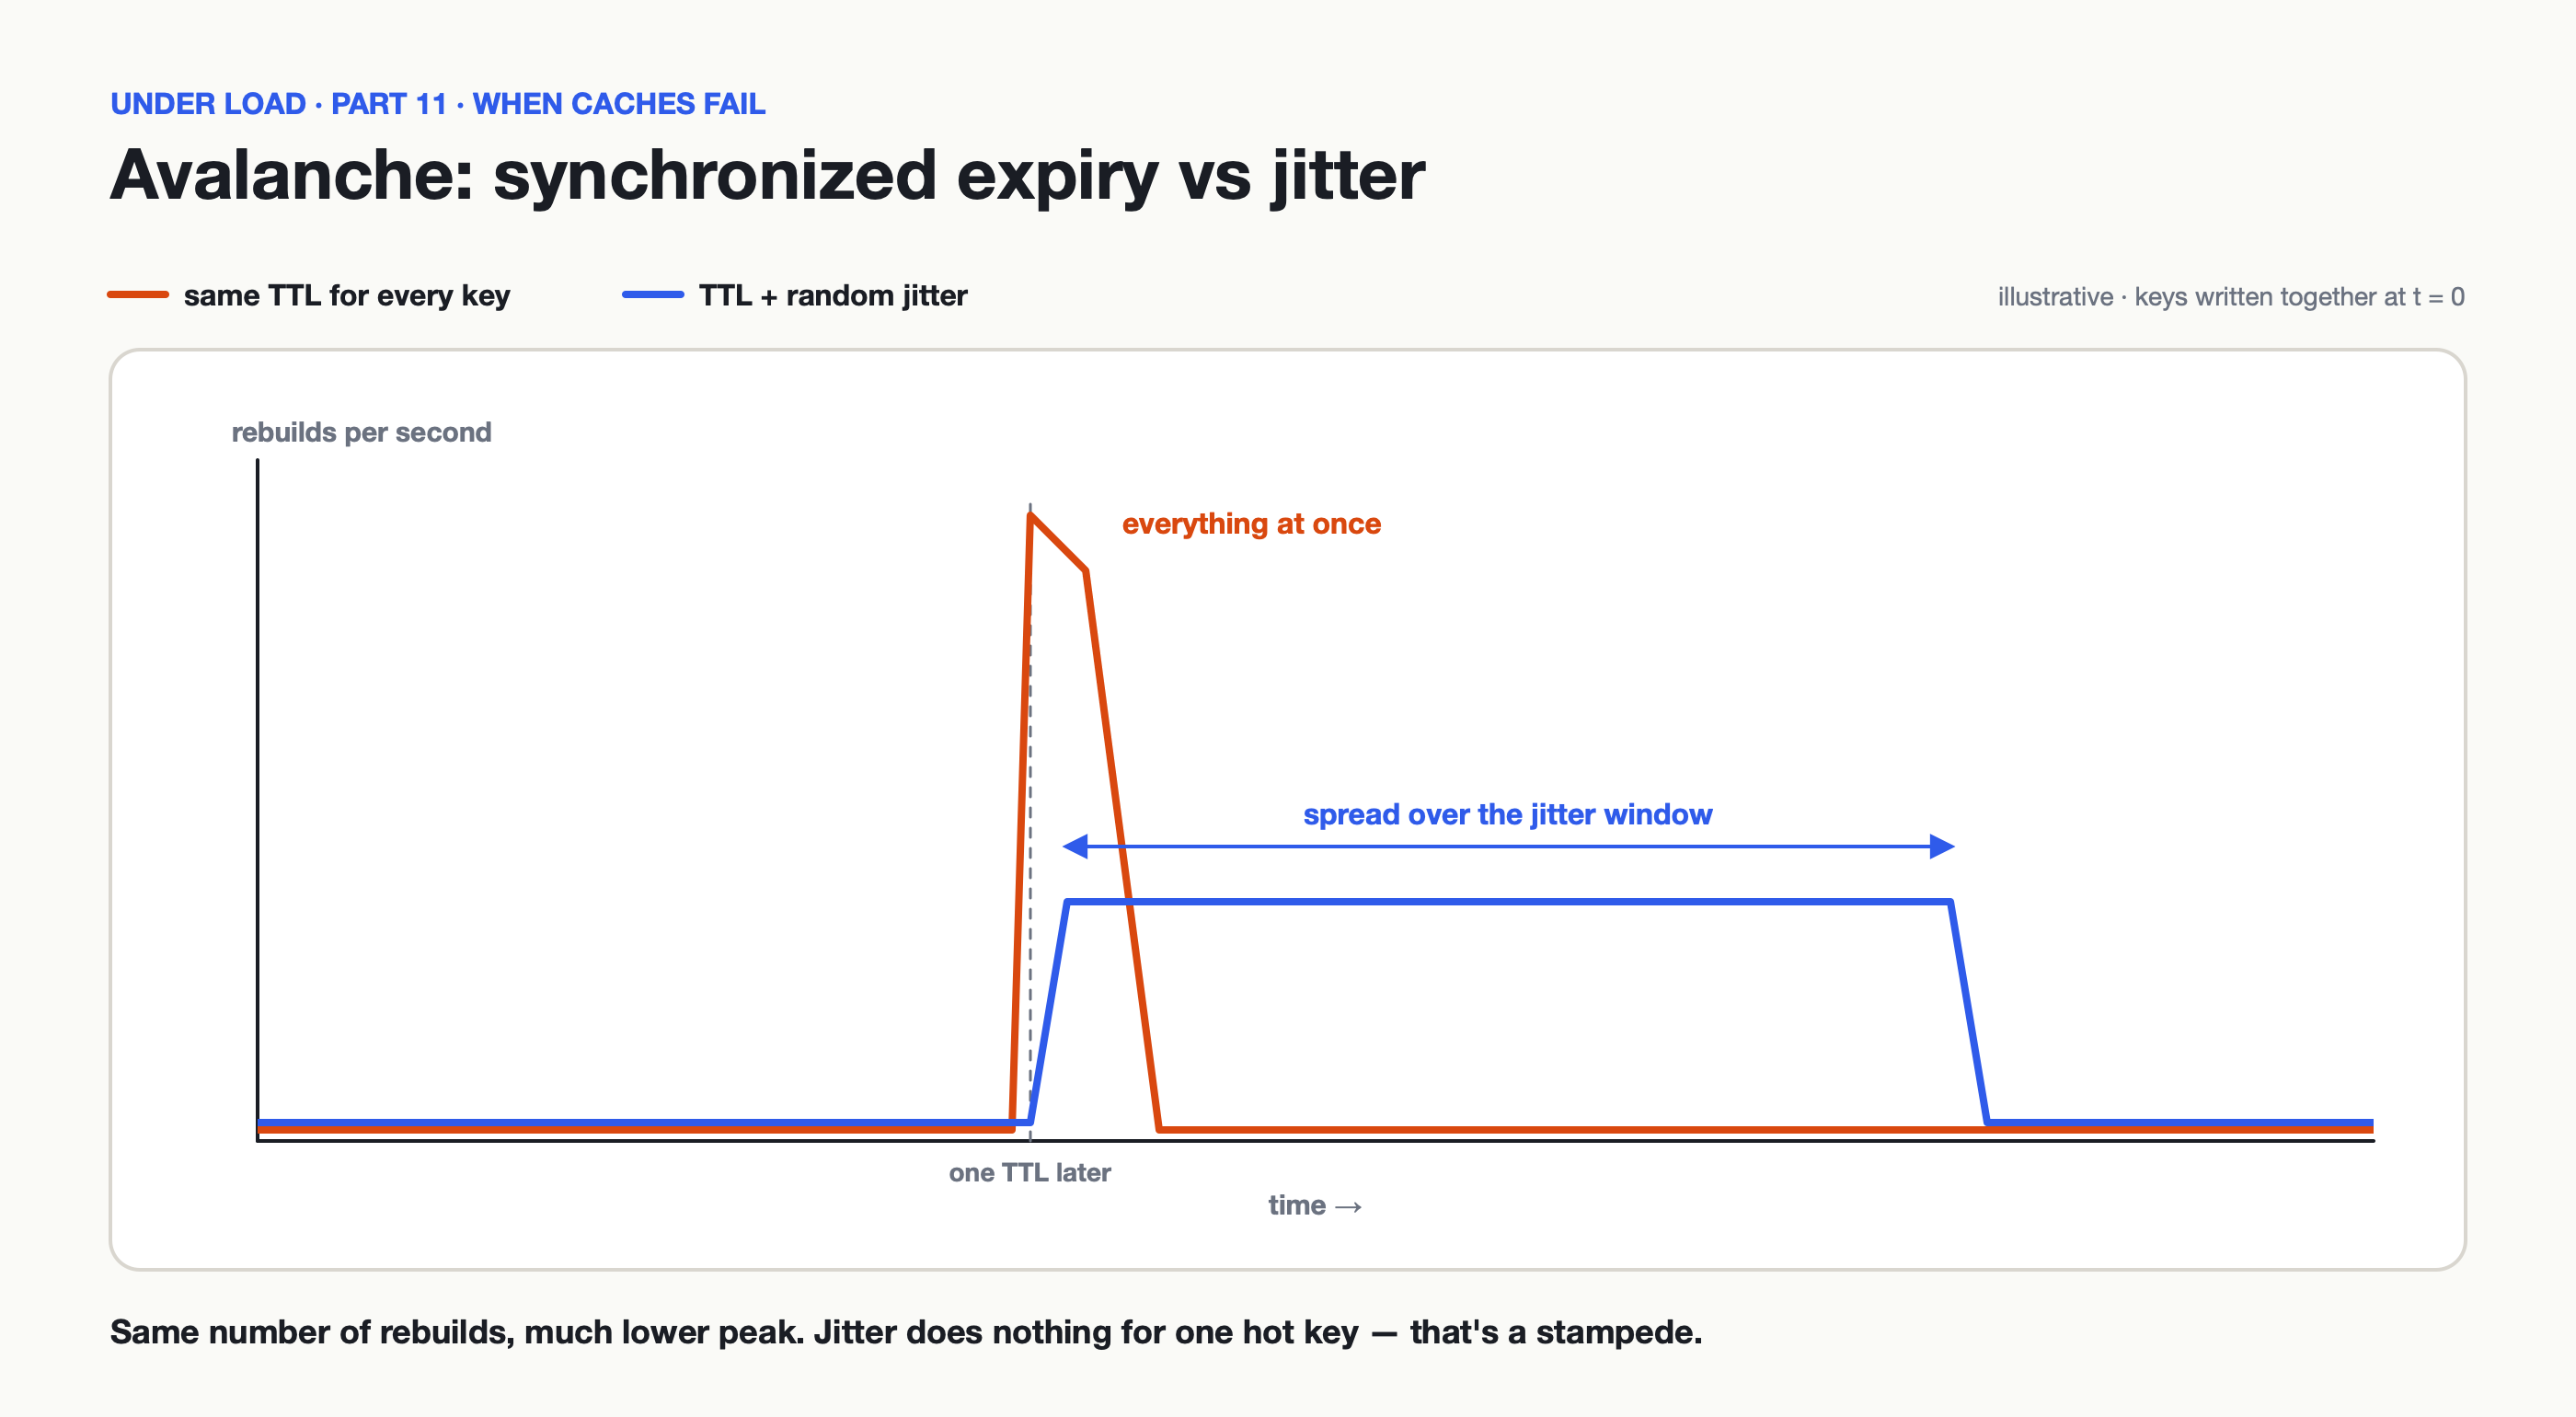 UNDER LOAD · PART 11 · WHEN CACHES FAIL
Avalanche: synchronized expiry vs jitter
same TTL for every key
TTL + random jitter
illustrative · keys written together at t = 0
rebuilds per second
everything at once
spread over the jitter window
one TTL later
time →
Same number of rebuilds, much lower peak. Jitter does nothing for one hot key — that's a stampede.